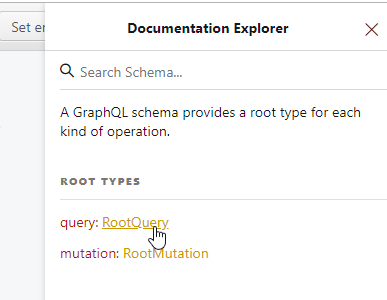 Set en
Documentation Explorer
Search Schema...
A GraphQL schema provides a root type for each
kind of operation.
ROOT TYPES
query: RootQuery
mutation: RootMutation